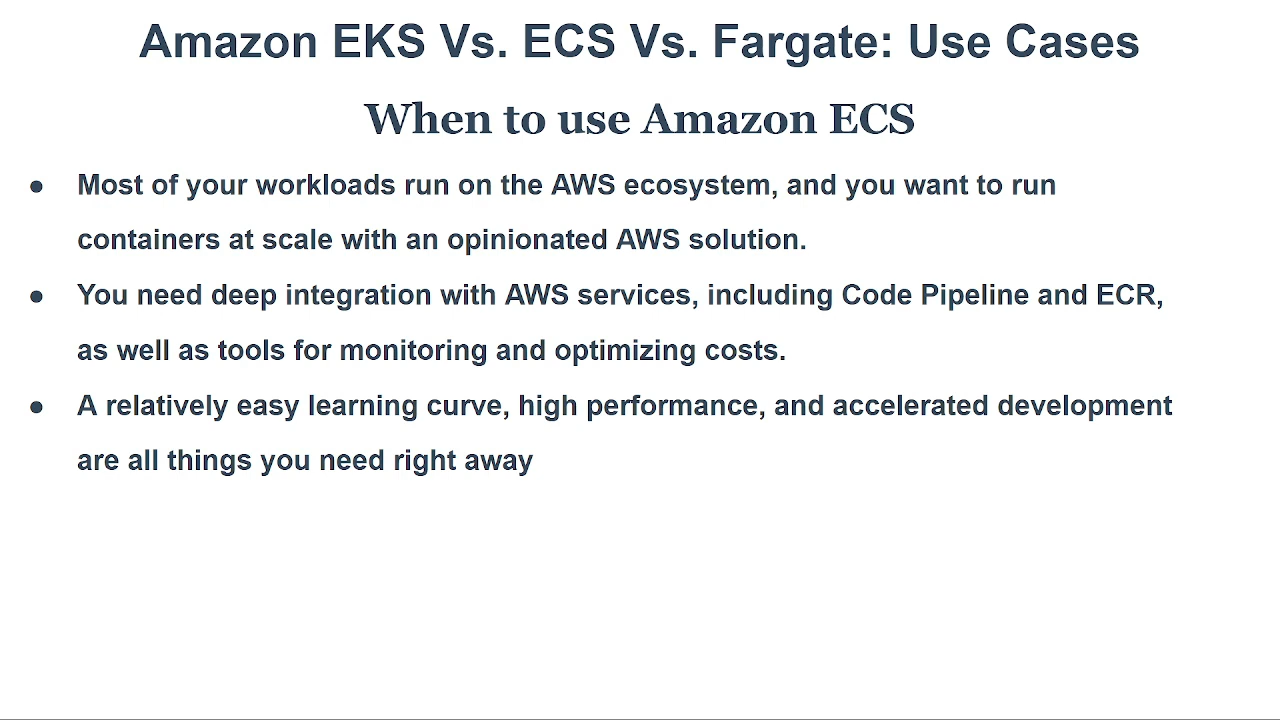 Amazon EKS Vs. ECS Vs. Fargate: Use Cases
When to use Amazon ECS
● Most of your workloads run on the AWS ecosystem, and you want to run
containers at scale with an opinionated AWS solution.
● You need deep integration with AWS services, including Code Pipeline and ECR,
as well as tools for monitoring and optimizing costs.
● A relatively easy learning curve, high performance, and accelerated development
are all things you need right away